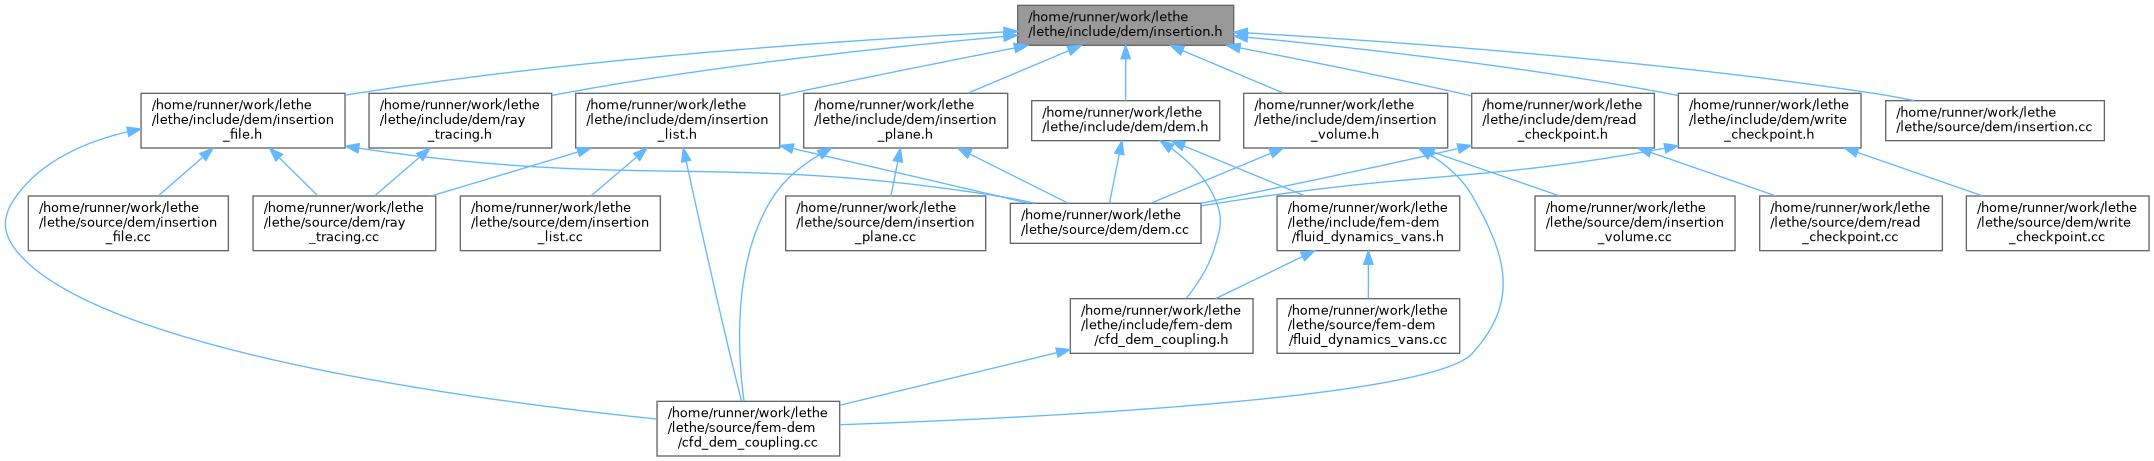 /home/runner/work/lethe
/lethe/include/dem/insertion.h
/home/runner/work/lethe
/lethe/include/dem/insertion
_file.h
/home/runner/work/lethe
/lethe/include/dem/ray
_tracing.h
/home/runner/work/lethe
/lethe/include/dem/insertion
_list.h
/home/runner/work/lethe
/lethe/include/dem/insertion
_plane.h
/home/runner/work/lethe
/lethe/include/dem/dem.h
/home/runner/work/lethe
/lethe/include/dem/insertion
_volume.h
/home/runner/work/lethe
/lethe/include/dem/read
_checkpoint.h
/home/runner/work/lethe
/lethe/include/dem/write
_checkpoint.h
/home/runner/work/lethe
/lethe/source/dem/insertion.cc
/home/runner/work/lethe
/lethe/source/dem/insertion
_file.cc
/home/runner/work/lethe
/lethe/source/dem/ray
_tracing.cc
/home/runner/work/lethe
/lethe/source/dem/insertion
_list.cc
/home/runner/work/lethe
/lethe/source/dem/insertion
_plane.cc
/home/runner/work/lethe
/lethe/source/dem/dem.cc
/home/runner/work/lethe
/lethe/include/fem-dem
/fluid_dynamics_vans.h
/home/runner/work/lethe
/lethe/source/dem/insertion
_volume.cc
/home/runner/work/lethe
/lethe/source/dem/read
_checkpoint.cc
/home/runner/work/lethe
/lethe/source/dem/write
_checkpoint.cc
/home/runner/work/lethe
/lethe/include/fem-dem
/cfd_dem_coupling.h
/home/runner/work/lethe
/lethe/source/fem-dem
/fluid_dynamics_vans.cc
/home/runner/work/lethe
/lethe/source/fem-dem
/cfd_dem_coupling.cc